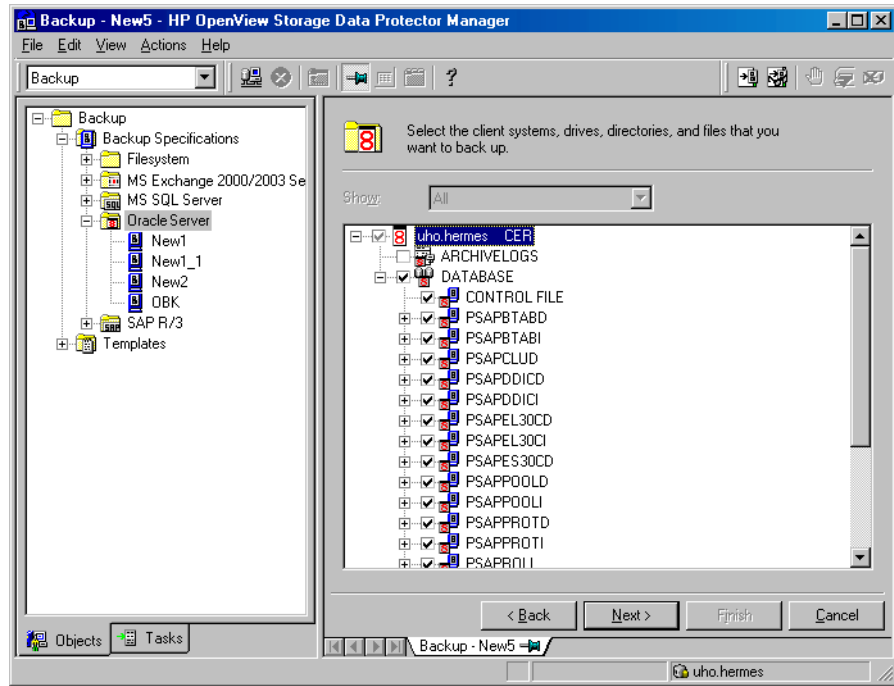 Backup - New5 - HP OpenView Storage Data Protector Manager
File Edit View Actions Help
Backup
?
Backup
Backup Specifications
Filesystem
MS Exchange 2000/2003 Se
MS SQL Server
Oracle Server
New1
New1_1
New2
OBK
SAP R/3
Templates
Objects
Tasks
Select the client systems, drives, directories, and files that you
want to back up.
Show:
All
uho.hermes CER
ARCHIVELOGS
DATABASE
CONTROL FILE
PSAPBTABD
PSAPBTABI
PSAPCLUD
PSAPDDICD
PSAPDDICI
PSAPEL30CD
PSAPEL30CI
PSAPES30CD
PSAPPOOLD
PSAPPOOLI
PSAPPROTD
PSAPPROTI
PSAPROLL
< Back
Next >
Finish
Cancel
Backup - New5
uho.hermes